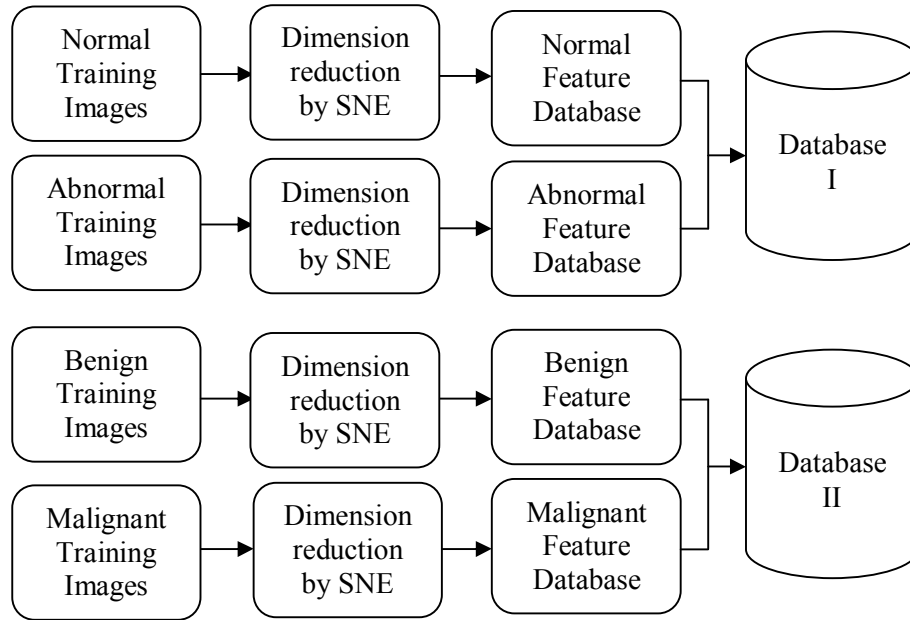 Normal
Training
Images
Dimension
reduction
by SNE
Normal
Feature
Database
Abnormal
Training
Images
Dimension
reduction
by SNE
Abnormal
Feature
Database
Database
I
Benign
Training
Images
Dimension
reduction
by SNE
Benign
Feature
Database
Malignant
Training
Images
Dimension
reduction
by SNE
Malignant
Feature
Database
Database
II